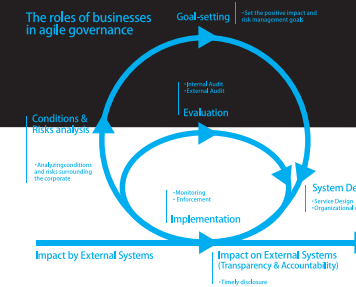 The roles of businesses
in agile governance
Goal-setting
•Set the positive impact and
risk management goals
•Internal Audit
•External Audit
Evaluation
Conditions &
Risks analysis
•Analyzingconditions
and risks surrounding
the corporate
•Monitoring
• Enforcement
Implementation
System De
•Service Design
•Organizational
Impact by External Systems
Impact on External Systems
(Transparency & Accountability)
•Timely disclosure